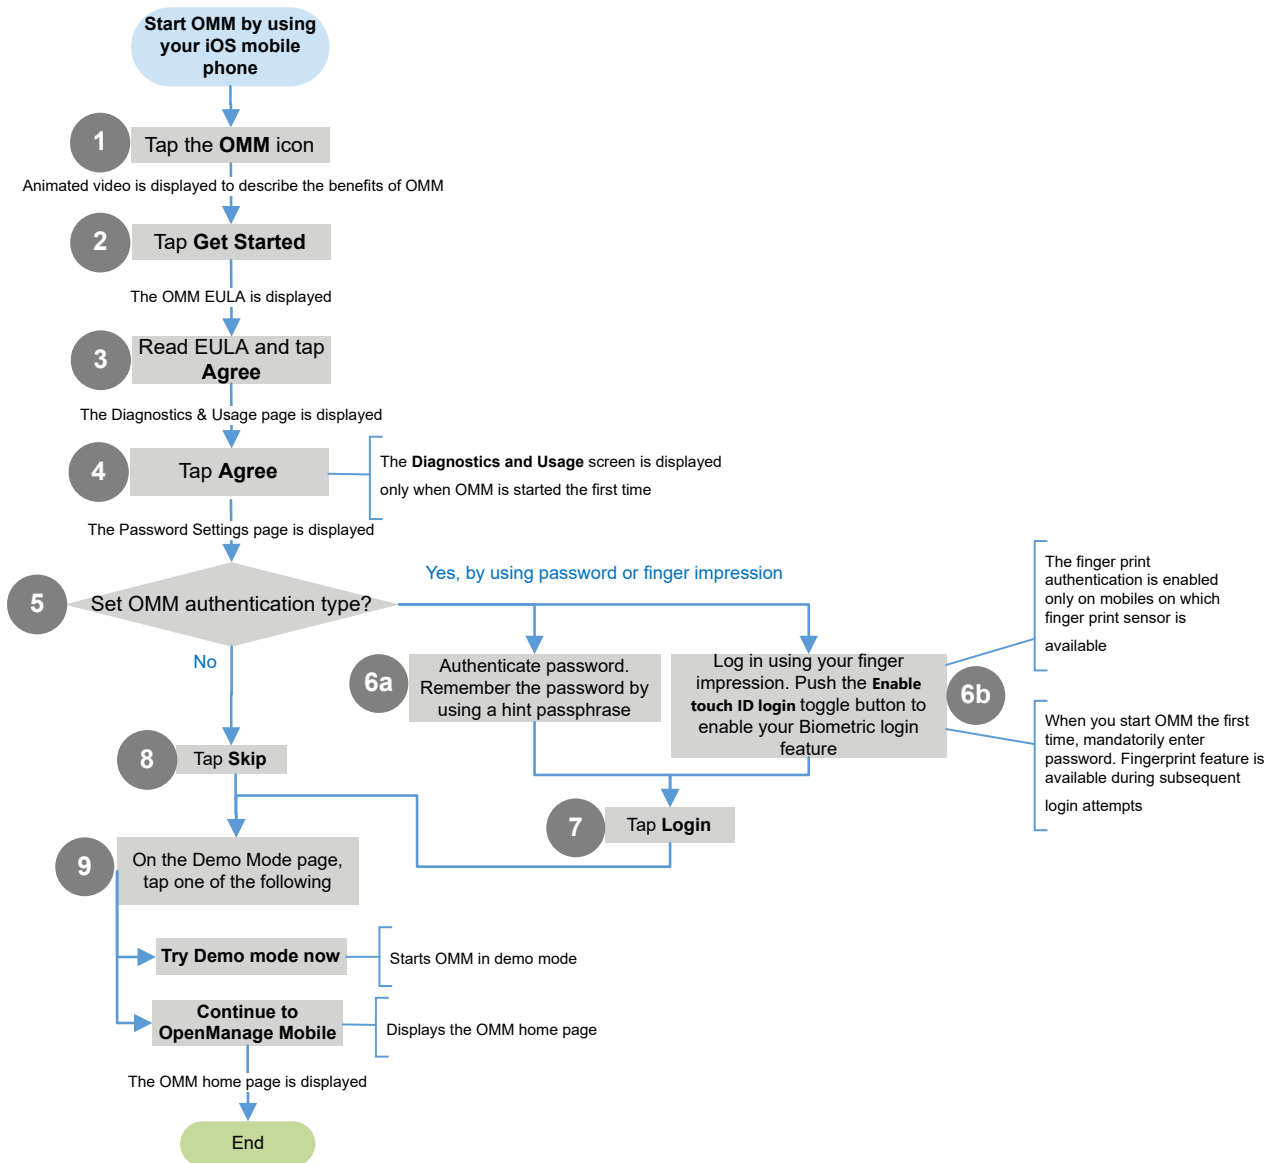 Start OMM by using
your iOS mobile
phone
1
Tap the OMM icon
Animated video is displayed to describe the benefits of OMM
2
Tap Get Started
The OMM EULA is displayed
3
Read EULA and tap
Agree
The Diagnostics & Usage page is displayed
4
Tap Agree
The Diagnostics and Usage screen is displayed
only when OMM is started the first time
The Password Settings page is displayed
5
Set OMM authentication type?
Yes, by using password or finger impression
No
6a
Authenticate password.
Remember the password by
using a hint passphrase
Log in using your finger
impression. Push the Enable
touch ID login toggle button to
enable your Biometric login
feature
6b
The finger print
authentication is enabled
only on mobiles on which
finger print sensor is
available
When you start OMM the first
time, mandatorily enter
password. Fingerprint feature is
available during subsequent
login attempts
8
Tap Skip
7
Tap Login
9
On the Demo Mode page,
tap one of the following
Try Demo mode now
Starts OMM in demo mode
Continue to
OpenManage Mobile
Displays the OMM home page
The OMM home page is displayed
End